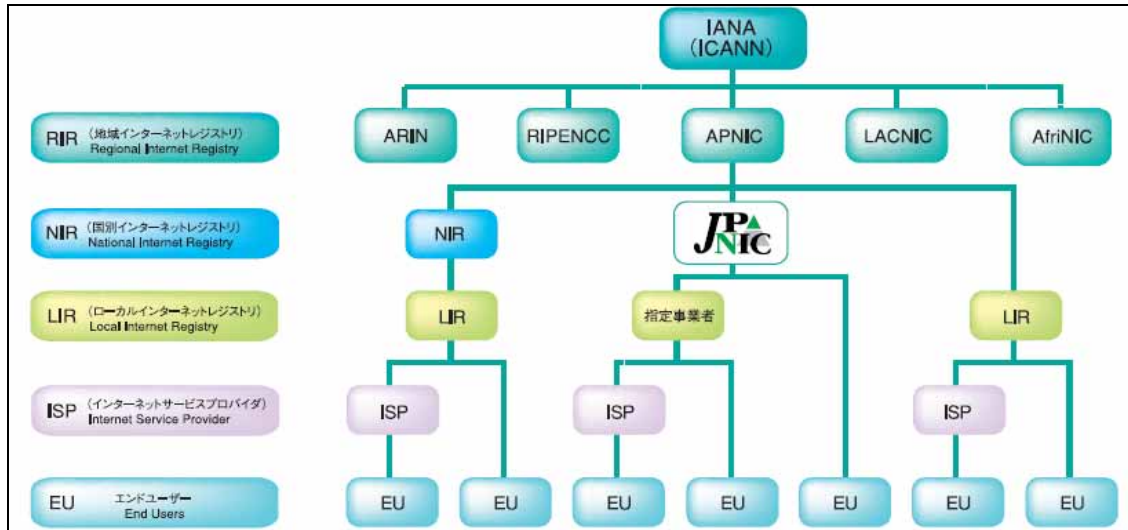 IANA
(ICANN)
RIR (地域インターネットレジストリ)
Regional Internet Registry
ARIN
RIPENCC
APNIC
LACNIC
AfriNIC
NIR (国別インターネットレジストリ)
National Internet Registry
NIR
JPNIC
LIR (ローカルインターネットレジストリ)
Local Internet Registry
LIR
指定事業者
LIR
ISP (インターネットサービスプロバイダ)
Internet Service Provider
ISP
ISP
ISP
EU エンドユーザー
End Users
EU
EU
EU
EU
EU
EU
EU